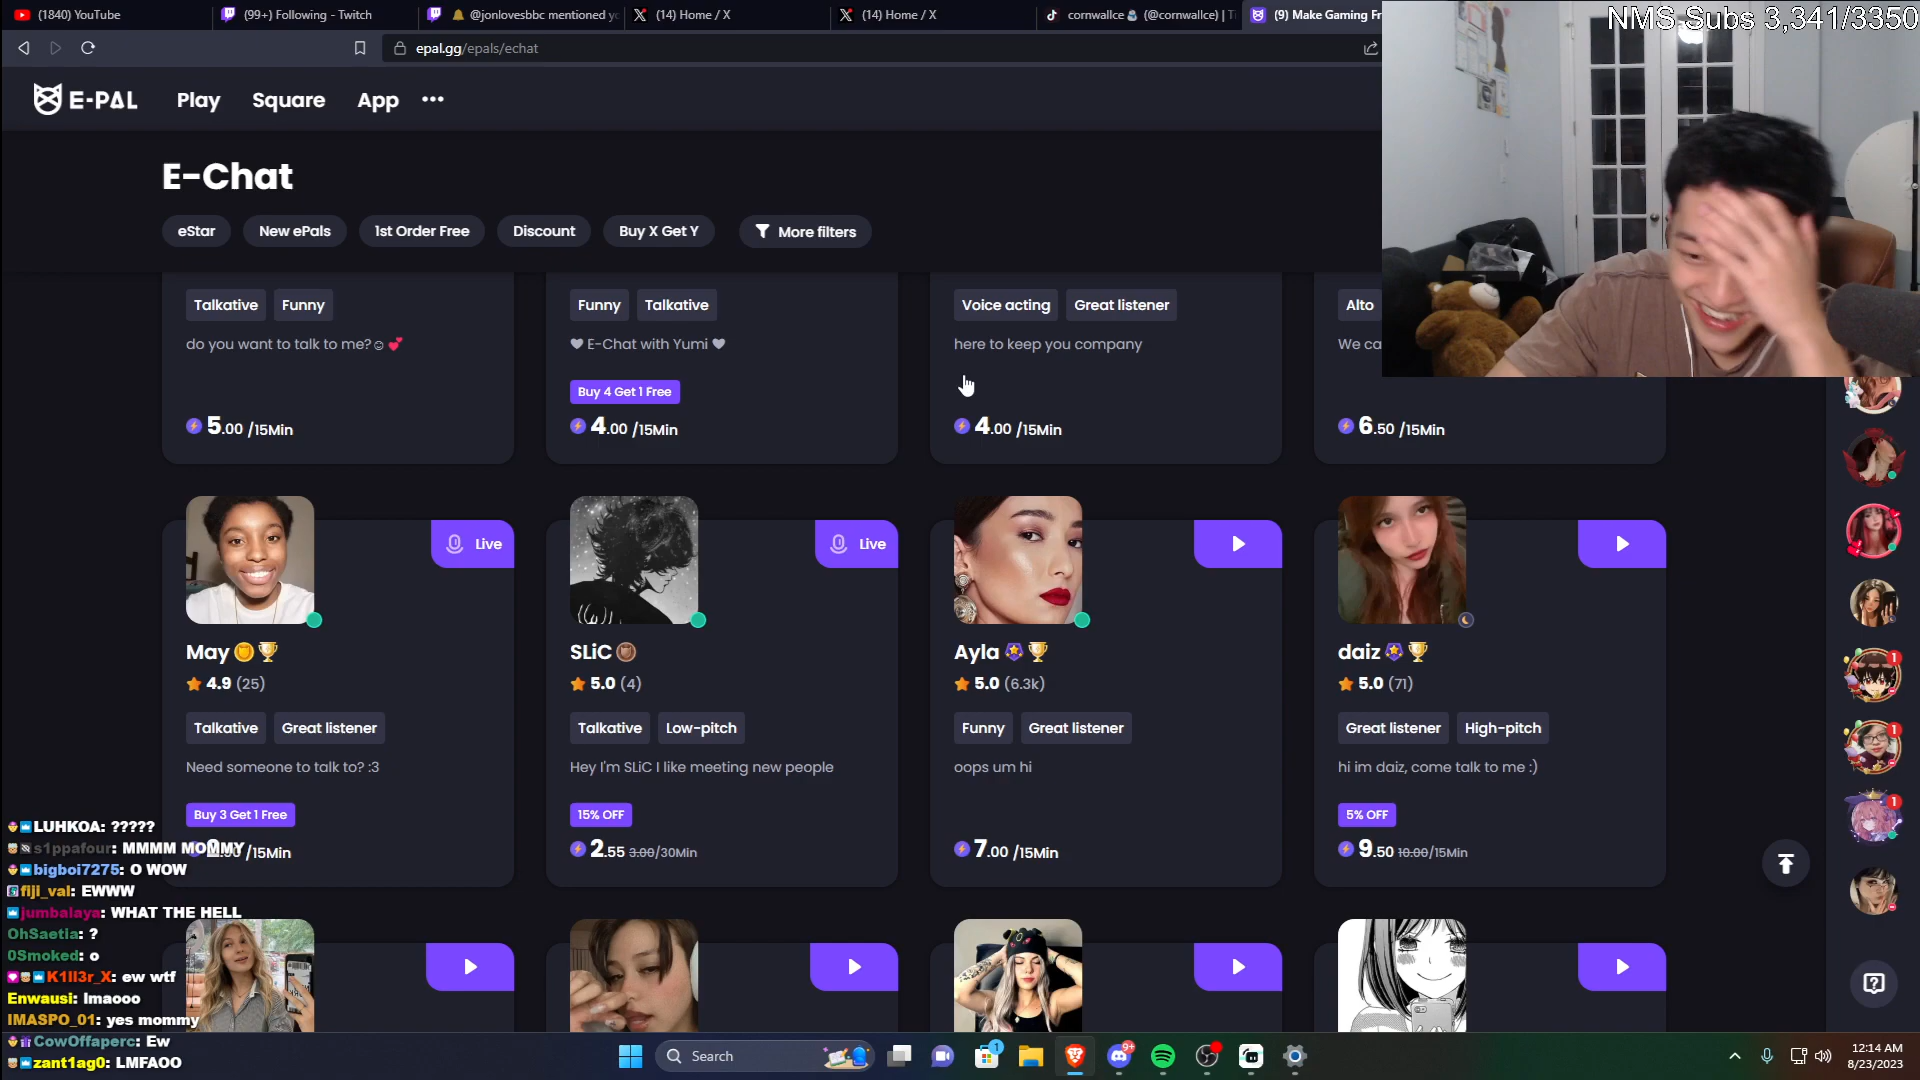 (1840) YouTube
(99+) Following - Twitch
@jonlovesbbc mentioned yo
(14) Home / X
(14) Home / X
cornwallce (@cornwallce) | T
(9) Make Gaming Fr
NMS Subs 3,341/3350
epal.gg/epals/echat
E-PAL
Play
Square
App
•••
E-Chat
eStar
New ePals
1st Order Free
Discount
Buy X Get Y
More filters
Talkative
Funny
do you want to talk to me?☺💕
5.00 /15Min
Funny
Talkative
♥ E-Chat with Yumi ♥
Buy 4 Get 1 Free
4.00 /15Min
Voice acting
Great listener
here to keep you company
4.00 /15Min
Alto
We ca
6.50 /15Min
Live
May
4.9 (25)
Talkative
Great listener
Need someone to talk to? :3
Buy 3 Get 1 Free
/15Min
Live
SLiC
5.0 (4)
Talkative
Low-pitch
Hey I'm SLiC I like meeting new people
15% OFF
2.55 3.00/30Min
Ayla
5.0 (6.3k)
Funny
Great listener
oops um hi
7.00 /15Min
daiz
5.0 (71)
Great listener
High-pitch
hi im daiz, come talk to me :)
5% OFF
9.50 10.00/15Min
LUHKOA: ?????
s1ppafour: MMMM MOMMY
bigboi7275: O WOW
fiji_val: EWWW
jumbalaya: WHAT THE HELL
OhSaetia: ?
0Smoked: o
K1ll3r_X: ew wtf
Enwausi: lmaooo
IMASPO_01: yes mommy
CowOffaperc: Ew
zant1ag0: LMFAOO
1
1
1
Search
1
9+
12:14 AM
8/23/2023